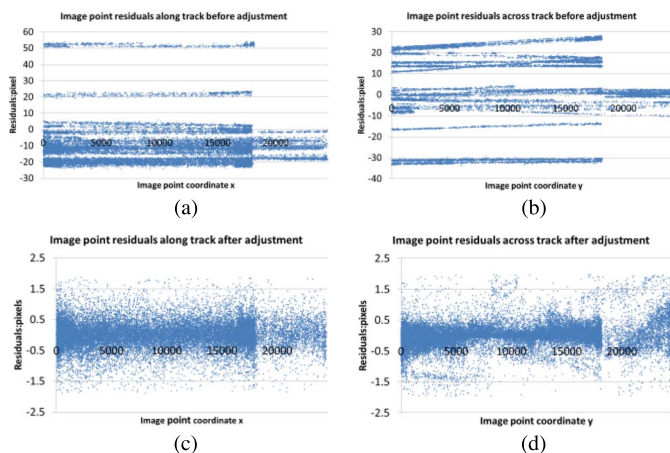 Image point residuals along track before adjustment
60
50
40
30
20
10
0
-10
-20
-30
Residuals:pixel
0 5000 10000 15000 20000
Image point coordinate x
(a)
Image point residuals across track before adjustment
30
20
10
0
-10
-20
-30
-40
Residuals:pixel
0 5000 10000 15000 20000
Image point coordinate y
(b)
Image point residuals along track after adjustment
2.5
1.5
0.5
-0.5
-1.5
-2.5
Residuals:pixels
0 5000 10000 15000 20000
Image point coordinate x
(c)
Image point residuals across track after adjustment
2.5
1.5
0.5
-0.5
-1.5
-2.5
Residuals:pixels
0 5000 10000 15000 20000
Image point coordinate y
(d)